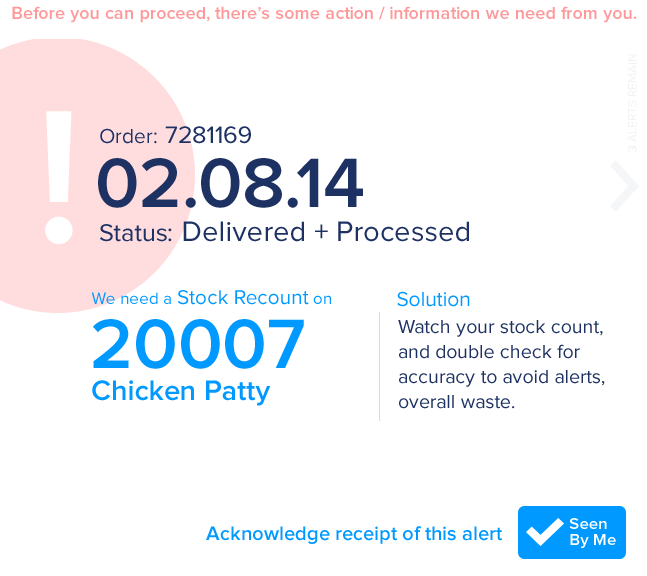 Before you can proceed, there's some action / information we need from you.
3 ALERTS REMAIN
!
Order: 7281169
02.08.14
Status: Delivered + Processed
We need a Stock Recount on
20007
Chicken Patty
Solution
Watch your stock count,
and double check for
accuracy to avoid alerts,
overall waste.
Acknowledge receipt of this alert
Seen
By Me